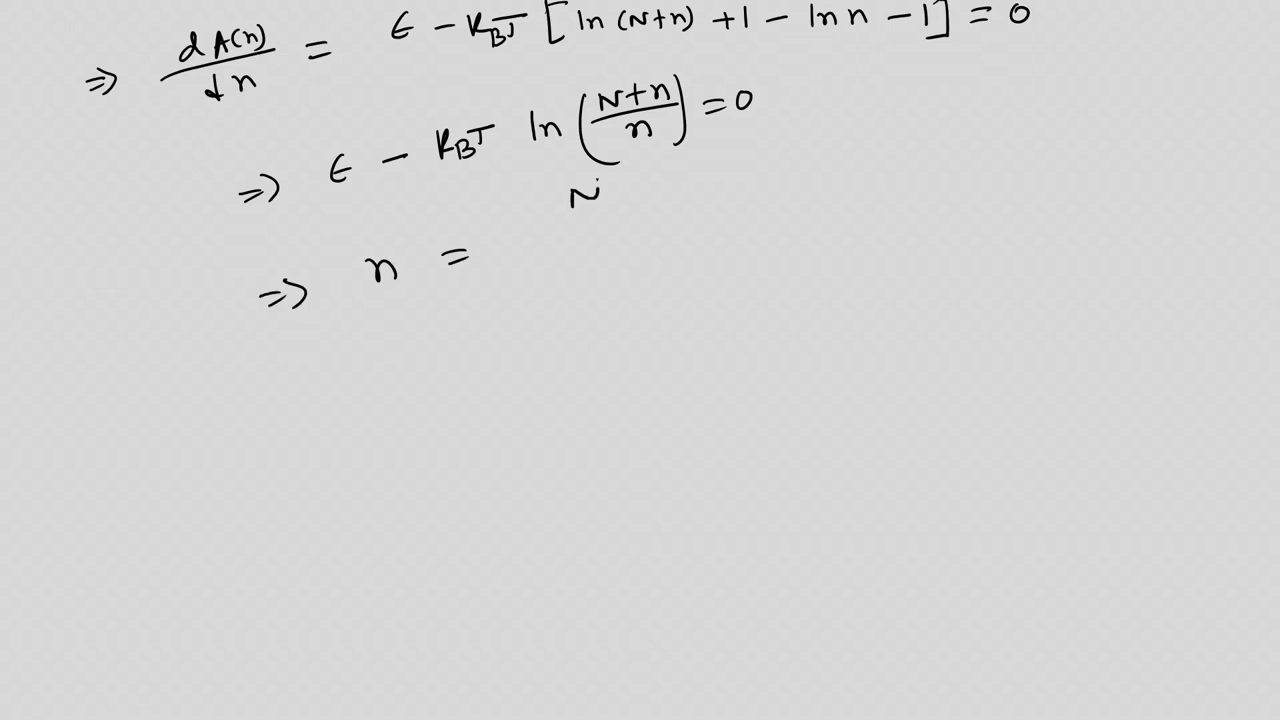 ⇒ dA(n)/dn = ϵ − k_BT [ln (N+n) + 1 − ln n − 1] = 0
⇒ ϵ − k_BT ln ((N+n)/n) = 0
N
⇒ n =